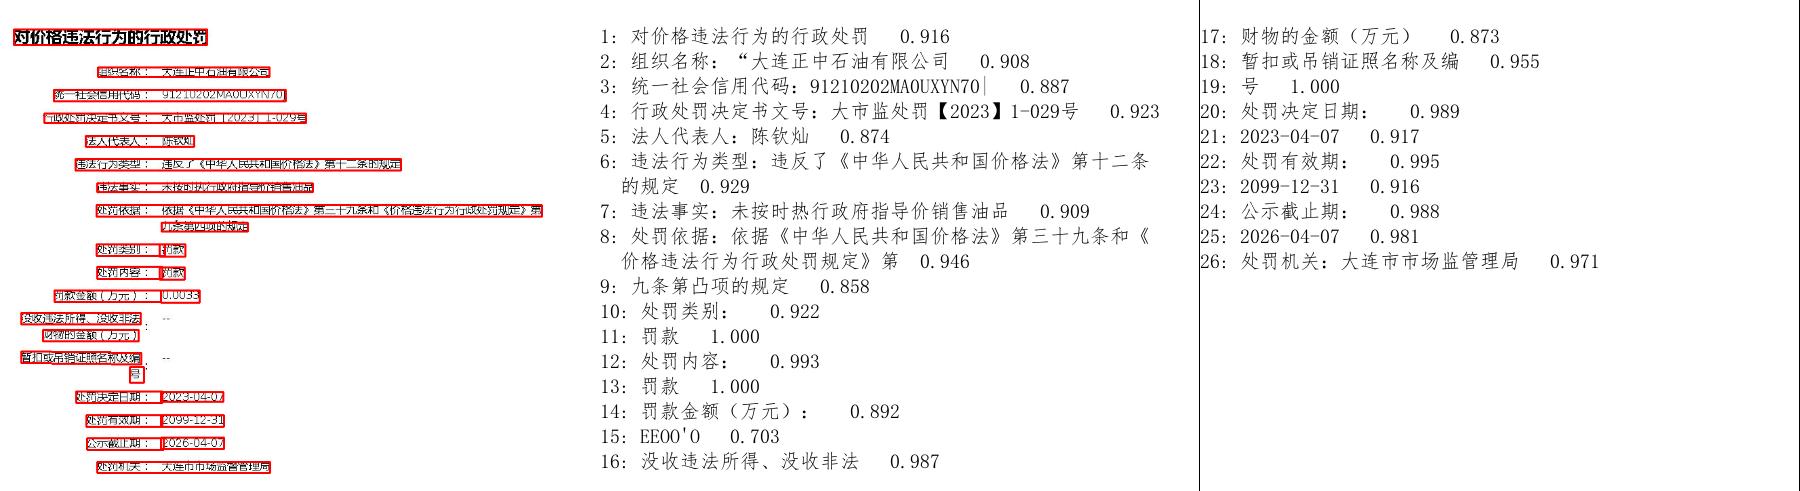 对价格违法行为的行政处罚
组织名称： 大连正中石油有限公司
统一社会信用代码： 91210202MA0UXYN70J
行政处罚决定书文号： 大市监处罚【2023】1-029号
法人代表人： 陈钦灿
违法行为类型： 违反了《中华人民共和国价格法》第十二条的规定
违法事实： 未按时执行政府指导价销售油品
处罚依据： 依据《中华人民共和国价格法》第三十九条和《价格违法行为行政处罚规定》第
九条第四项的规定
处罚类别： 罚款
处罚内容： 罚款
罚款金额（万元）： 0.0033
没收违法所得、没收非法
财物的金额（万元）： --
暂扣或吊销证照名称及编
号： --
处罚决定日期： 2023-04-07
处罚有效期： 2099-12-31
公示截止期： 2026-04-07
处罚机关： 大连市市场监督管理局
1: 对价格违法行为的行政处罚 0.916
2: 组织名称：“大连正中石油有限公司 0.908
3: 统一社会信用代码：91210202MA0UXYN70| 0.887
4: 行政处罚决定书文号：大市监处罚【2023】1-029号 0.923
5: 法人代表人：陈钦灿 0.874
6: 违法行为类型：违反了《中华人民共和国价格法》第十二条
的规定 0.929
7: 违法事实：未按时热行政府指导价销售油品 0.909
8: 处罚依据：依据《中华人民共和国价格法》第三十九条和《
价格违法行为行政处罚规定》第 0.946
9: 九条第凸项的规定 0.858
10: 处罚类别： 0.922
11: 罚款 1.000
12: 处罚内容： 0.993
13: 罚款 1.000
14: 罚款金额（万元）： 0.892
15: EEOO'O 0.703
16: 没收违法所得、没收非法 0.987
17: 财物的金额（万元） 0.873
18: 暂扣或吊销证照名称及编 0.955
19: 号 1.000
20: 处罚决定日期： 0.989
21: 2023-04-07 0.917
22: 处罚有效期： 0.995
23: 2099-12-31 0.916
24: 公示截止期： 0.988
25: 2026-04-07 0.981
26: 处罚机关：大连市市场监管理局 0.971